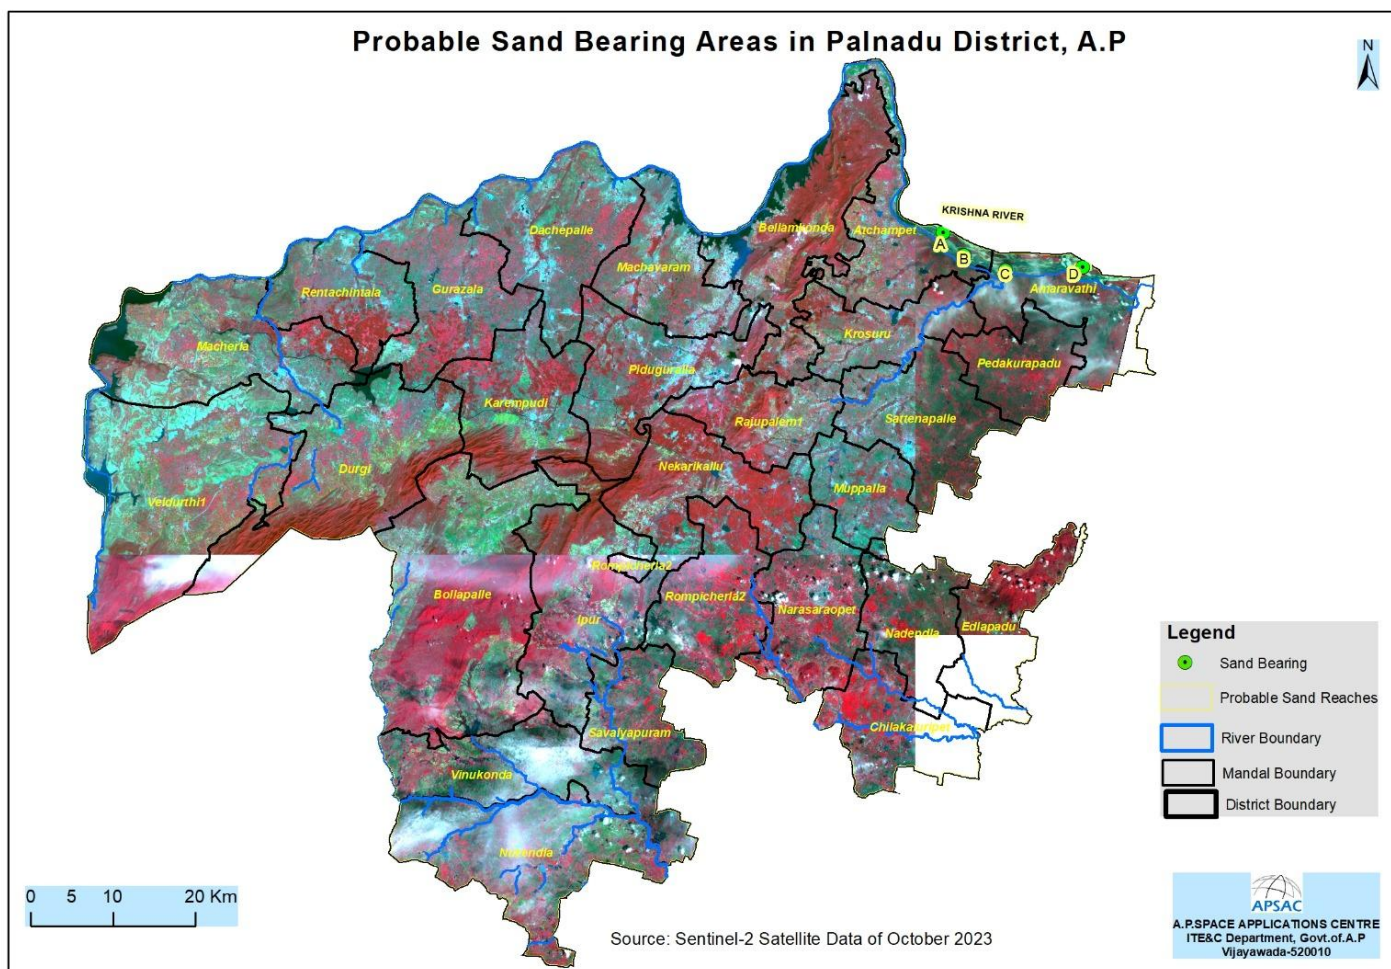 Probable Sand Bearing Areas in Palnadu District, A.P
N
KRISHNA RIVER
Dachepalle
Bellamkonda
Atchampet
A
B
C
D
Machavaram
Amaravathi
Rentachintala
Gurazala
Macherla
Krosuru
Pedakurapadu
Piduguralla
Karempudi
Rajupalem1
Sattenapalle
Durgi
Nekarikallu
Muppalla
Veldurthi1
Rompicherla2
Bollapalle
Rompicherla2
Ipur
Narasaraopet
Nadendla
Edlapadu
Savalyapuram
Chilakaluripet
Vinukonda
Nuzendla
Legend
Sand Bearing
Probable Sand Reaches
River Boundary
Mandal Boundary
District Boundary
0 5 10 20 Km
Source: Sentinel-2 Satellite Data of October 2023
APSAC
A.P.SPACE APPLICATIONS CENTRE
ITE&C Department, Govt.of.A.P
Vijayawada-520010